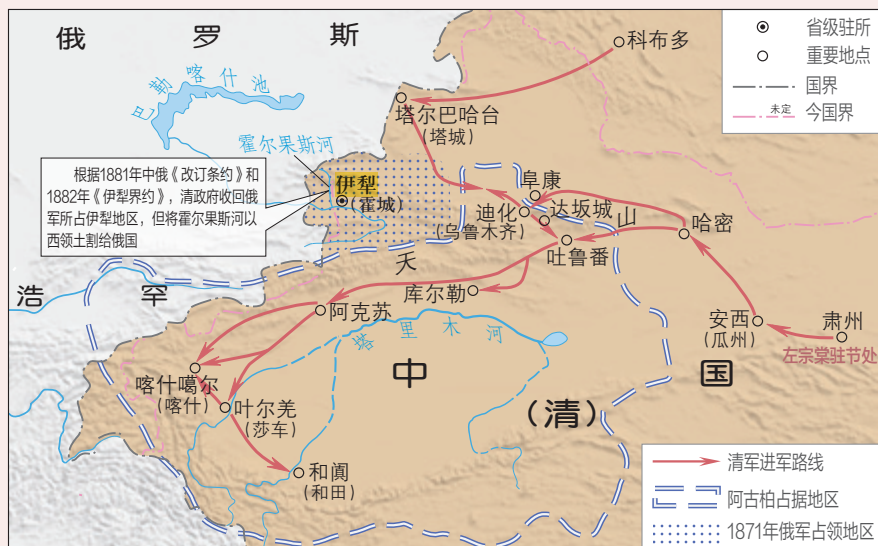 俄罗斯
科布多
省级驻所
重要地点
国界
未定
今国界
巴勒喀什池
塔尔巴哈台
(塔城)
霍尔果斯河
根据1881年中俄《改订条约》和
1882年《伊犁界约》，清政府收回俄
军所占伊犁地区，但将霍尔果斯河以
西领土割给俄国
伊犁
(霍城)
阜康
迪化
(乌鲁木齐)
达坂城
山
哈密
吐鲁番
天
浩罕
库尔勒
阿克苏
塔里木河
安西
(瓜州)
肃州
左宗棠驻节处
中国
(清)
喀什噶尔
(喀什)
叶尔羌
(莎车)
和阗
(和田)
清军进军路线
阿古柏占据地区
1871年俄军占领地区